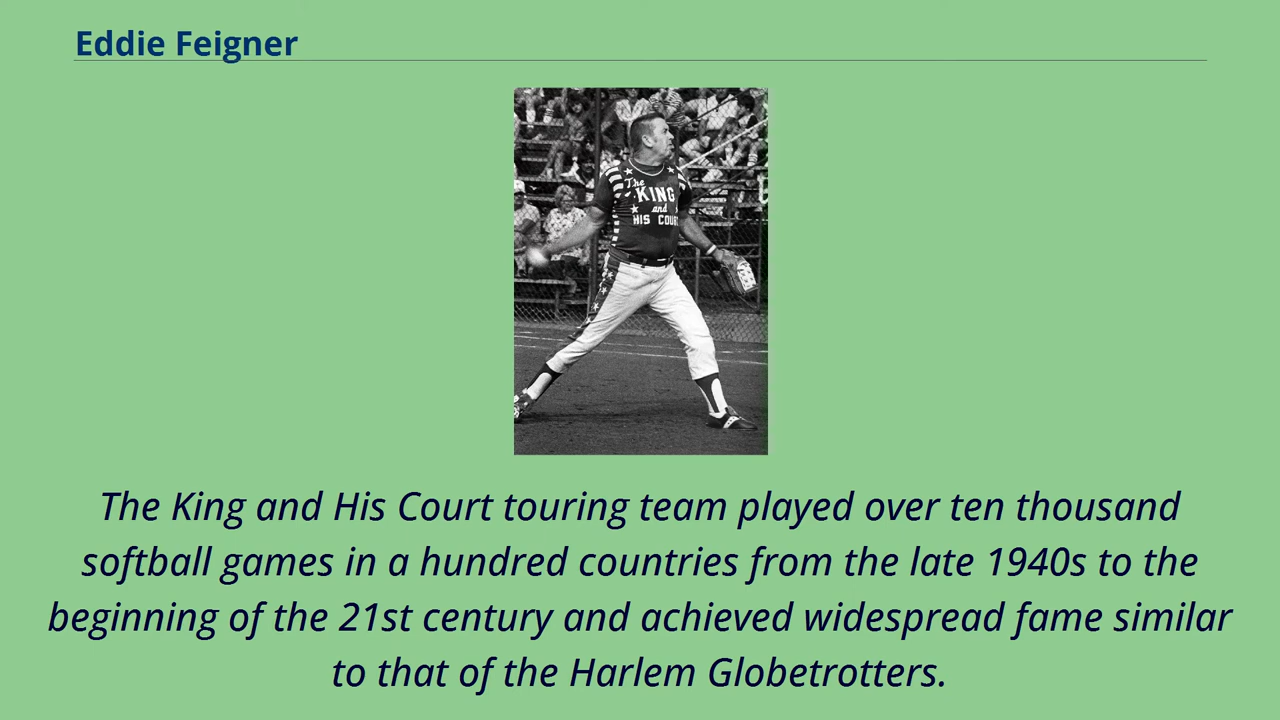 Eddie Feigner
The
KING
and
HIS COURT
The King and His Court touring team played over ten thousand
softball games in a hundred countries from the late 1940s to the
beginning of the 21st century and achieved widespread fame similar
to that of the Harlem Globetrotters.